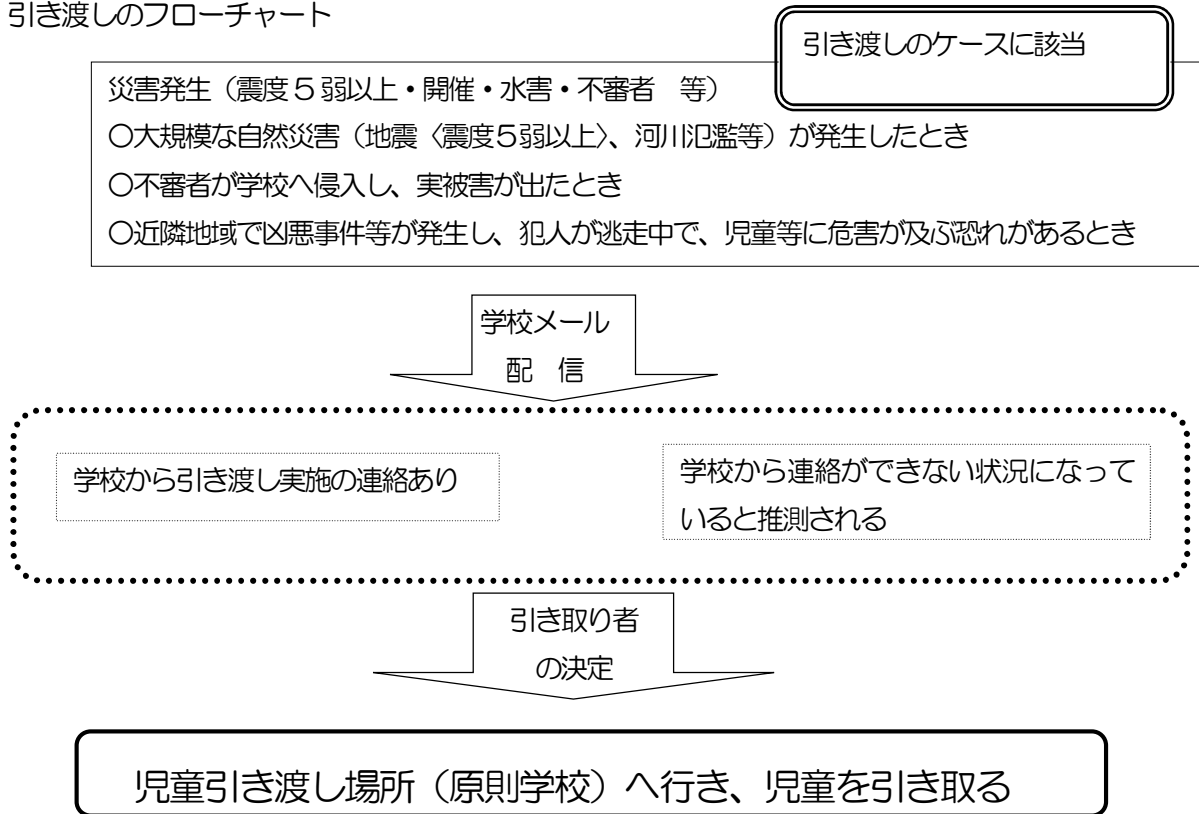 引き渡しのフローチャート
引き渡しのケースに該当
災害発生（震度５弱以上・開催・水害・不審者　等）
〇大規模な自然災害（地震〈震度５弱以上〉、河川氾濫等）が発生したとき
〇不審者が学校へ侵入し、実被害が出たとき
〇近隣地域で凶悪事件等が発生し、犯人が逃走中で、児童等に危害が及ぶ恐れがあるとき
学校メール
配　信
学校から引き渡し実施の連絡あり
学校から連絡ができない状況になって
いると推測される
引き取り者
の決定
児童引き渡し場所（原則学校）へ行き、児童を引き取る